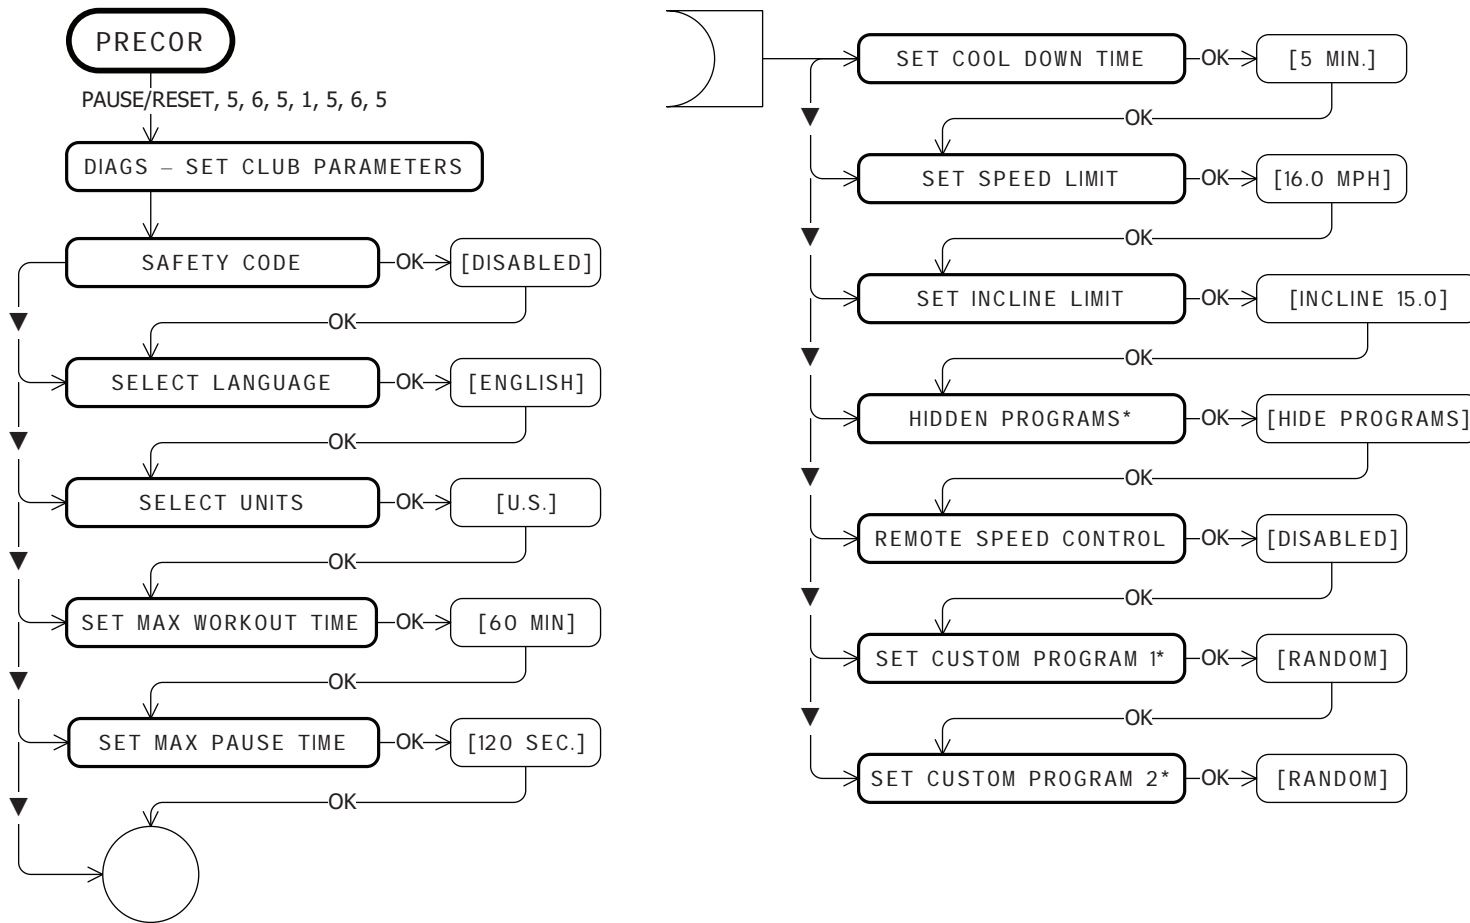 PRECOR
PAUSE/RESET, 5, 6, 5, 1, 5, 6, 5
DIAGS – SET CLUB PARAMETERS
SAFETY CODE
OK
[DISABLED]
OK
SELECT LANGUAGE
OK
[ENGLISH]
OK
SELECT UNITS
OK
[U.S.]
OK
SET MAX WORKOUT TIME
OK
[60 MIN]
OK
SET MAX PAUSE TIME
OK
[120 SEC.]
OK
SET COOL DOWN TIME
OK
[5 MIN.]
OK
SET SPEED LIMIT
OK
[16.0 MPH]
OK
SET INCLINE LIMIT
OK
[INCLINE 15.0]
OK
HIDDEN PROGRAMS*
OK
[HIDE PROGRAMS]
OK
REMOTE SPEED CONTROL
OK
[DISABLED]
OK
SET CUSTOM PROGRAM 1*
OK
[RANDOM]
OK
SET CUSTOM PROGRAM 2*
OK
[RANDOM]